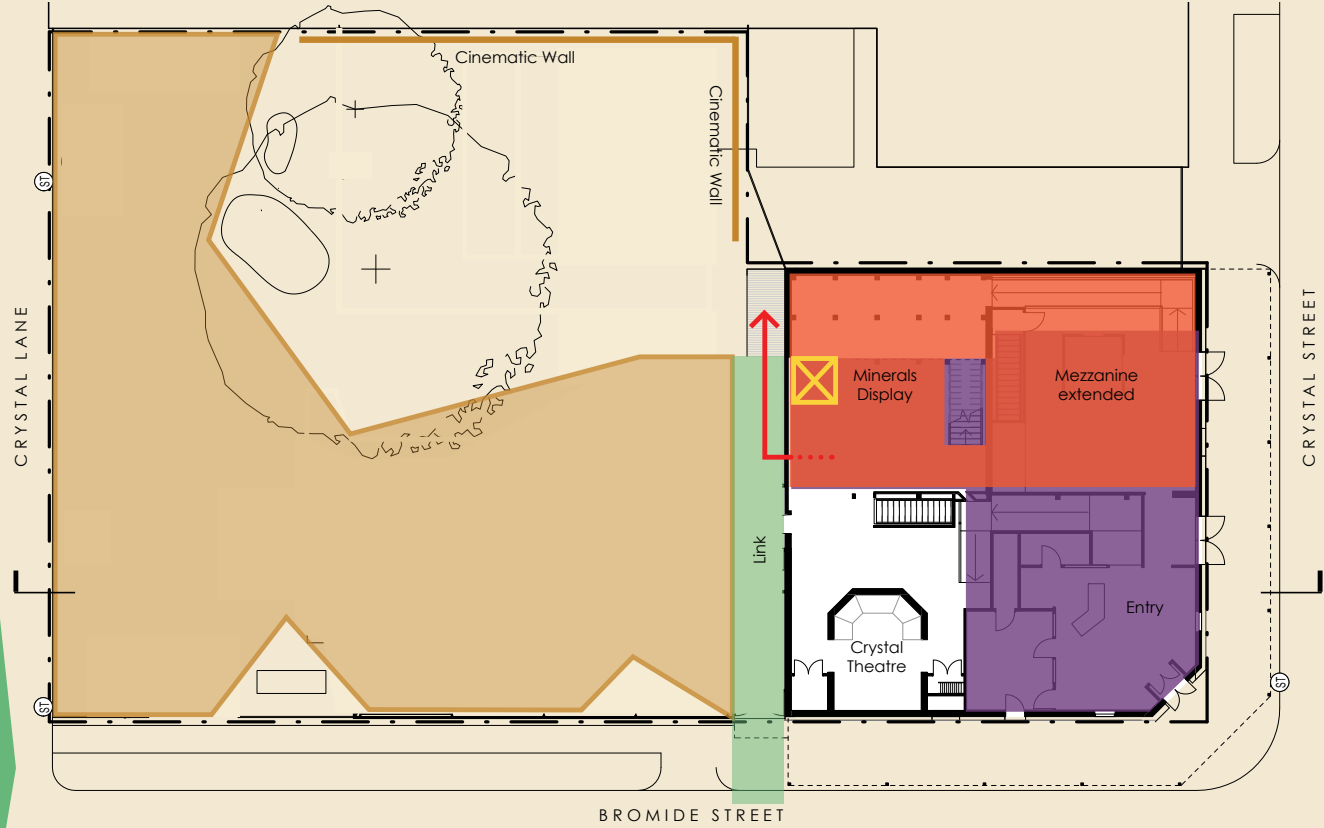 Cinematic Wall
Cinematic Wall
ST
CRYSTAL LANE
CRYSTAL STREET
Minerals
Display
Mezzanine
extended
Link
Entry
Crystal
Theatre
ST
ST
BROMIDE STREET